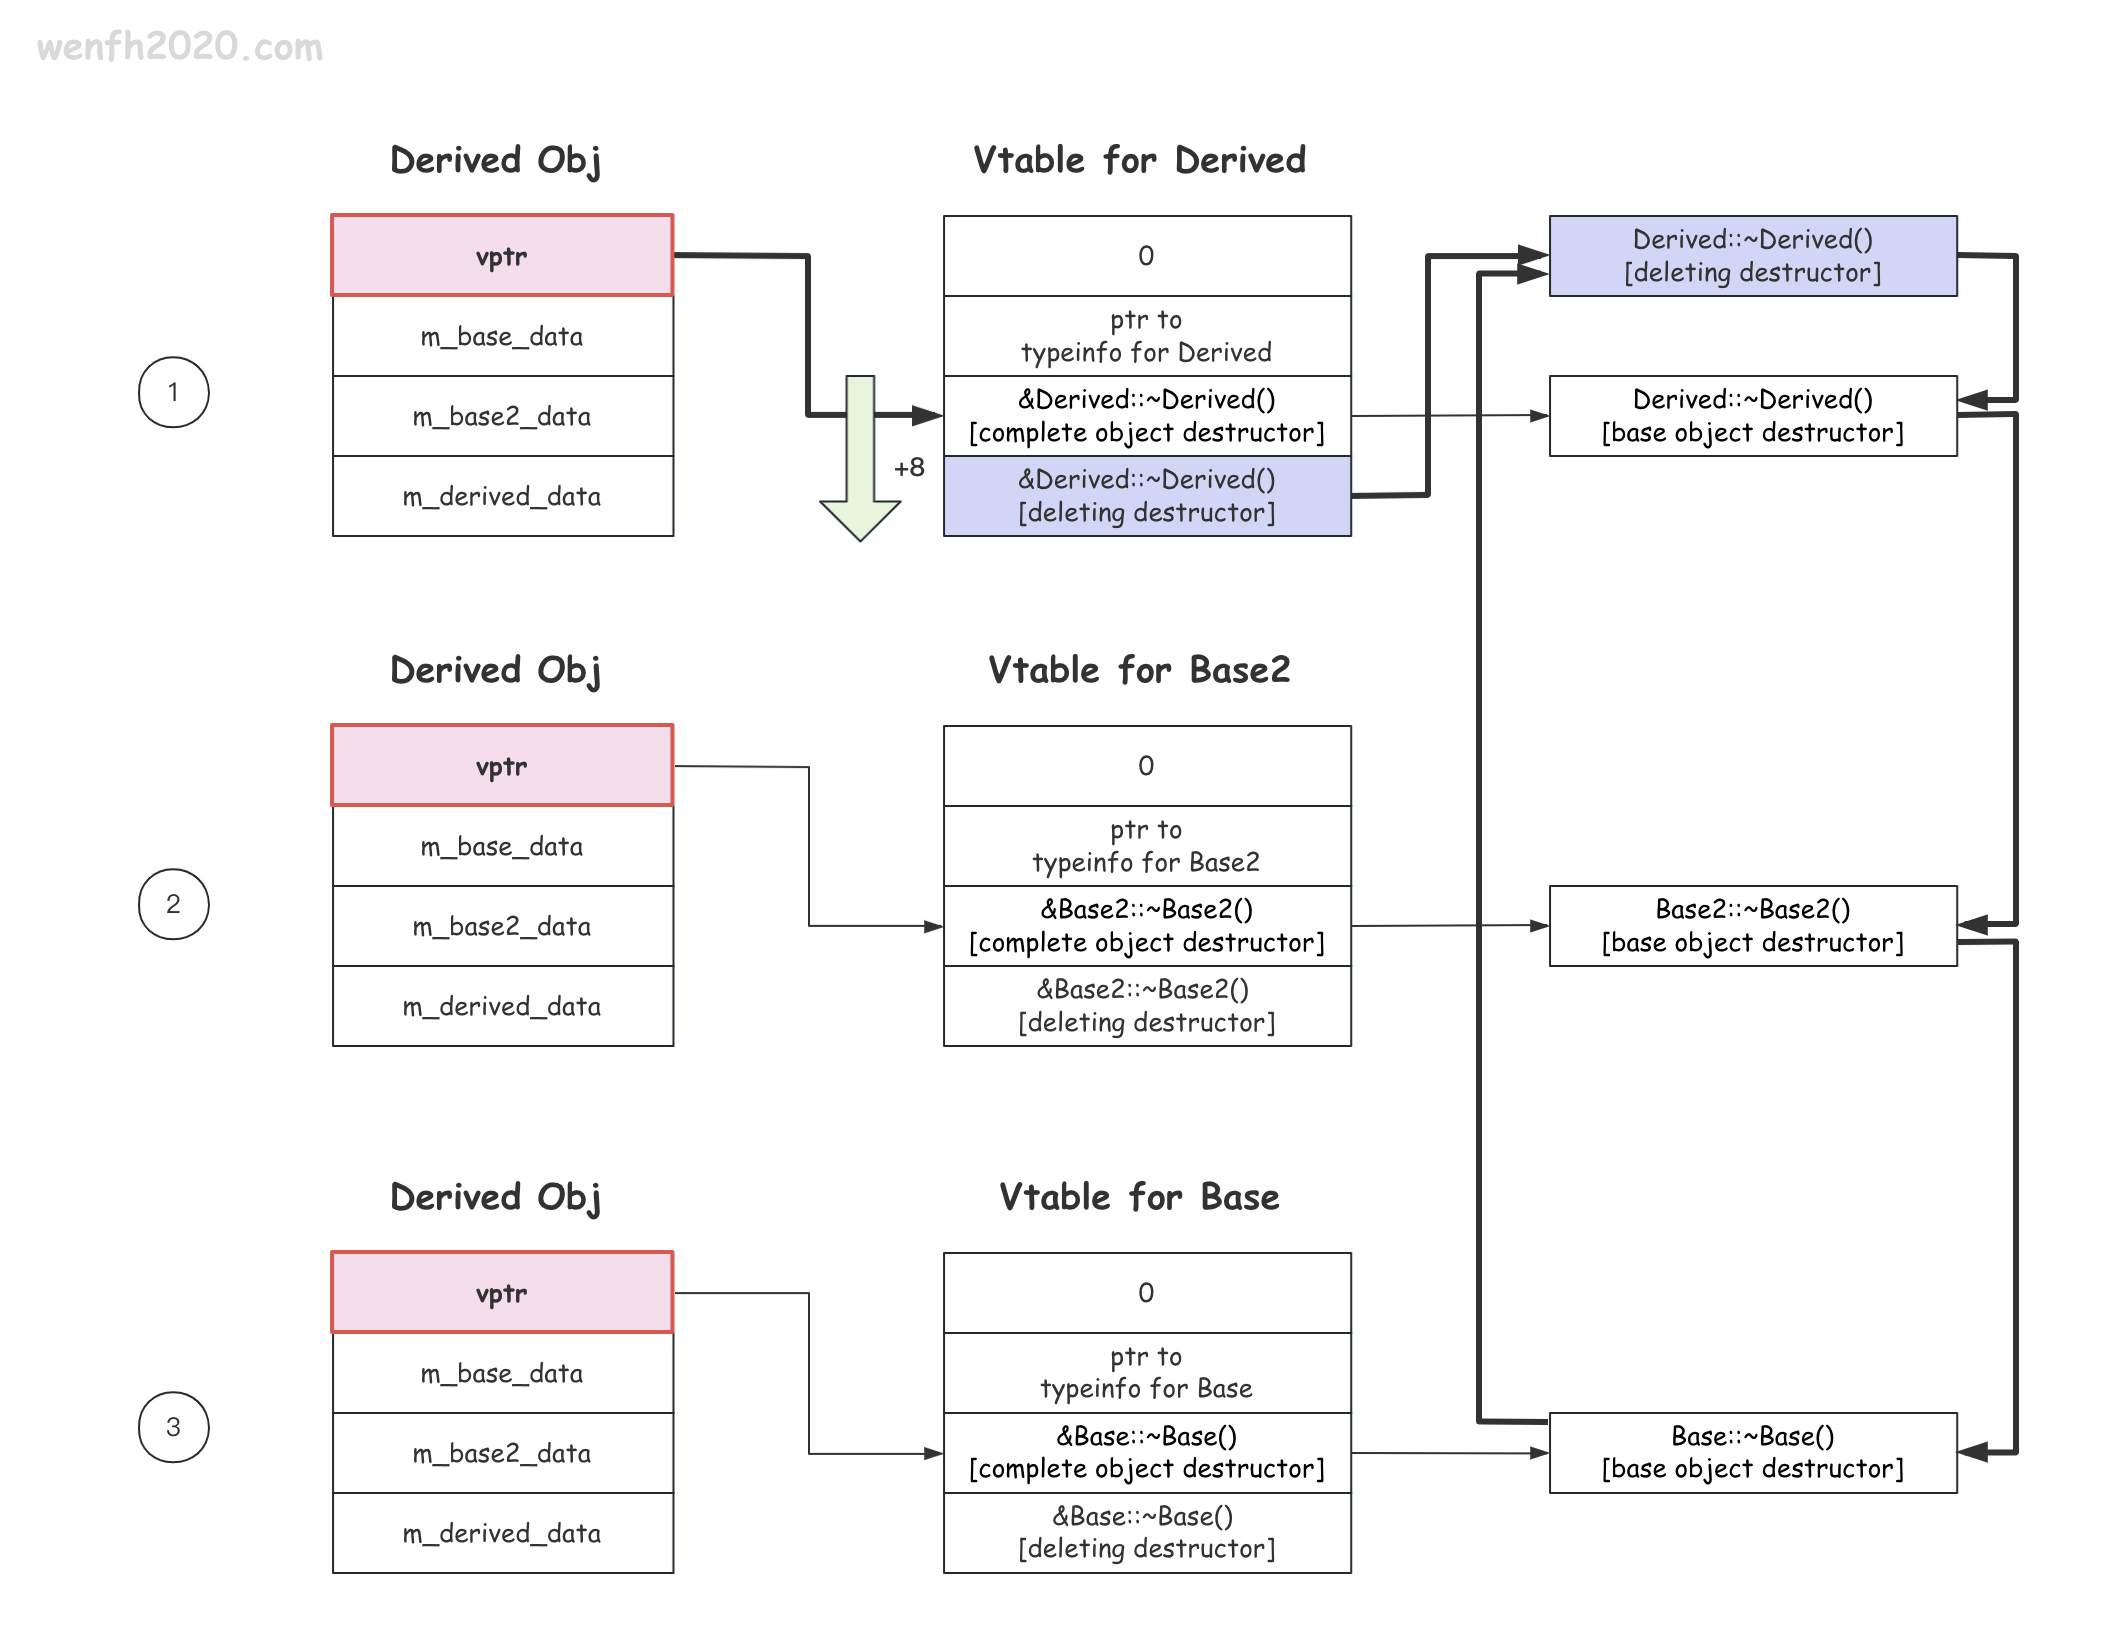 wenfh2020.com
Derived Obj
Vtable for Derived
vptr
0
Derived::~Derived()
[deleting destructor]
m_base_data
ptr to
typeinfo for Derived
1
m_base2_data
&Derived::~Derived()
[complete object destructor]
Derived::~Derived()
[base object destructor]
+8
m_derived_data
&Derived::~Derived()
[deleting destructor]
Derived Obj
Vtable for Base2
vptr
0
m_base_data
ptr to
typeinfo for Base2
2
m_base2_data
&Base2::~Base2()
[complete object destructor]
Base2::~Base2()
[base object destructor]
m_derived_data
&Base2::~Base2()
[deleting destructor]
Derived Obj
Vtable for Base
vptr
0
m_base_data
ptr to
typeinfo for Base
3
m_base2_data
&Base::~Base()
[complete object destructor]
Base::~Base()
[base object destructor]
m_derived_data
&Base::~Base()
[deleting destructor]